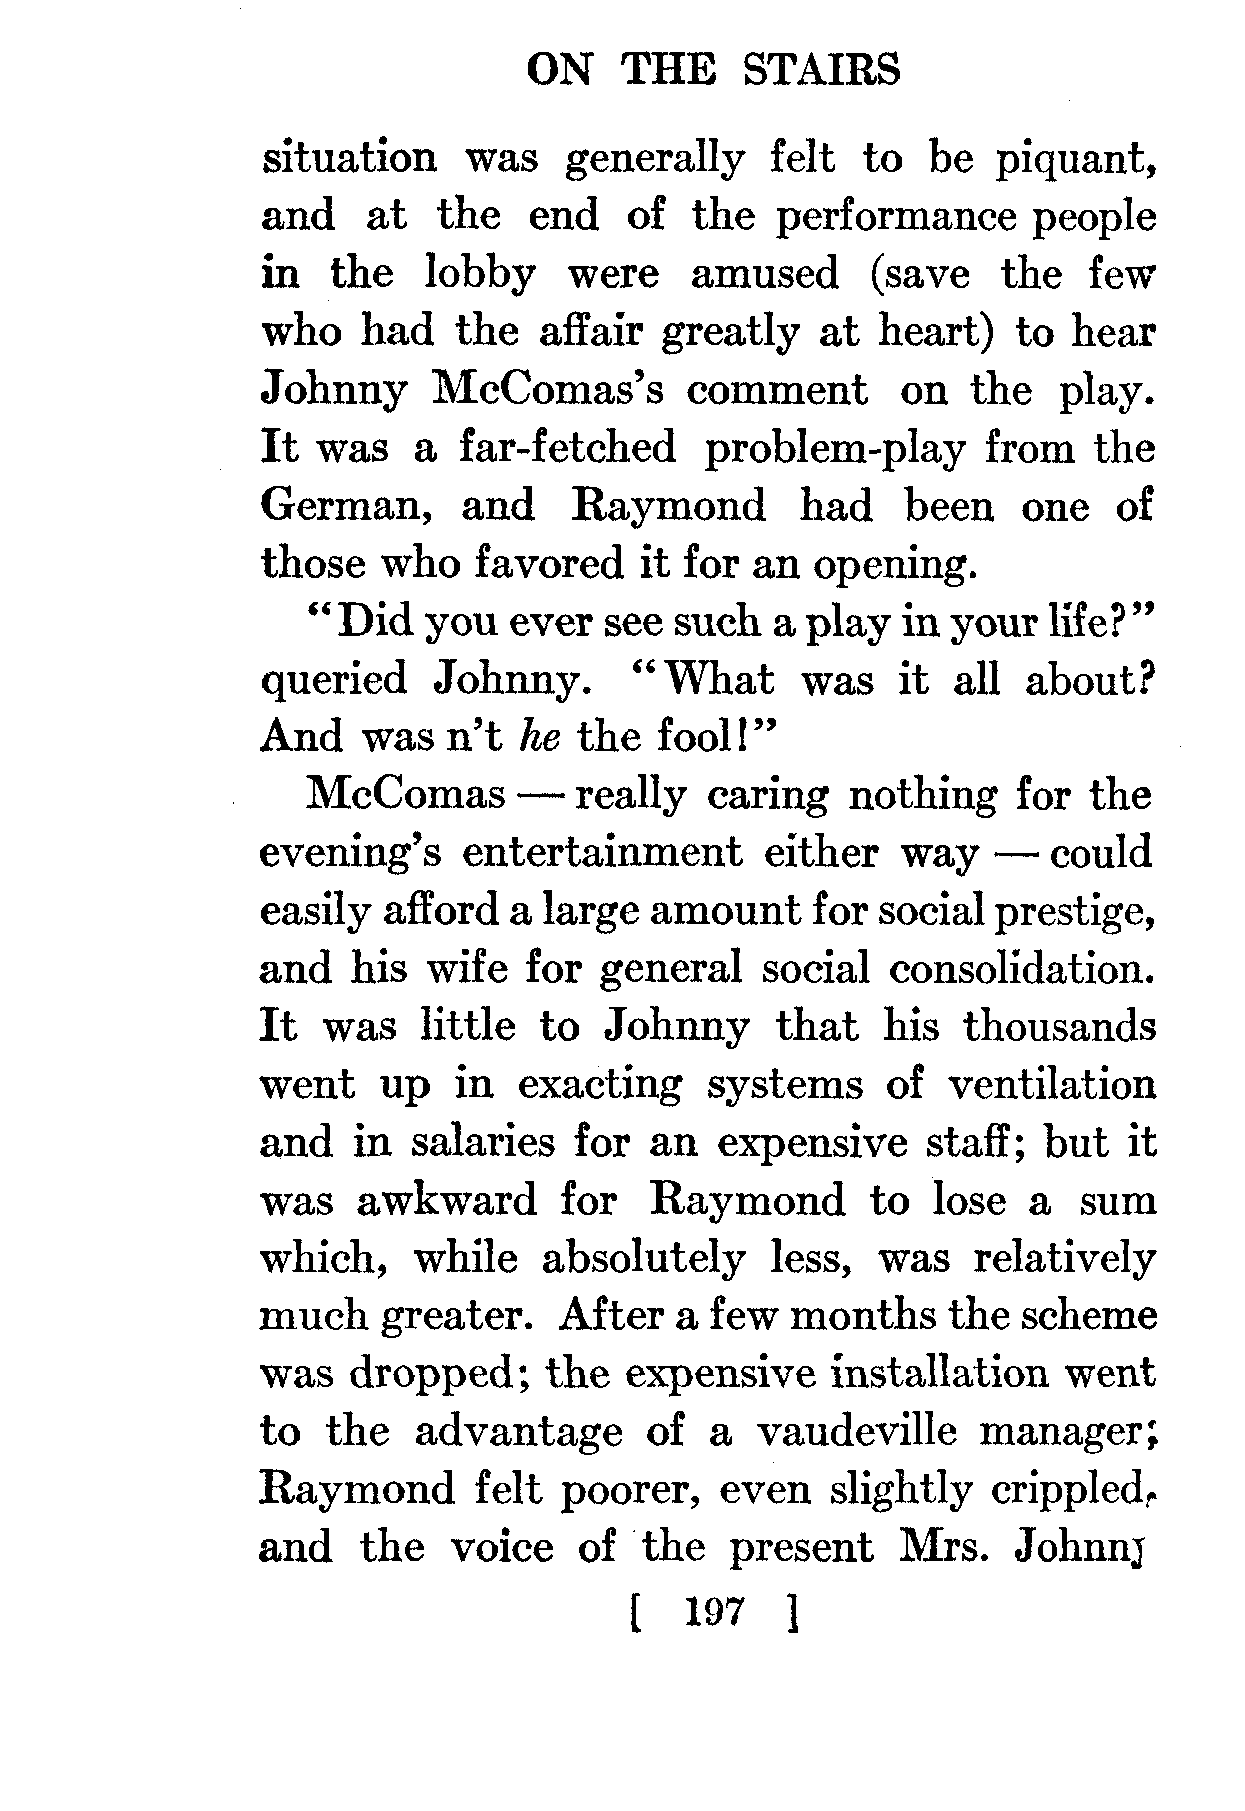 ON THE STAIRS
situation was generally felt to be piquant,
and at the end of the performance people
in the lobby were amused (save the few
who had the affair greatly at heart) to hear
Johnny McComas's comment on the play.
It was a far-fetched problem-play from the
German, and Raymond had been one of
those who favored it for an opening.
“Did you ever see such a play in your life?”
queried Johnny. “What was it all about?
And was n't he the fool!”
McComas — really caring nothing for the
evening's entertainment either way — could
easily afford a large amount for social prestige,
and his wife for general social consolidation.
It was little to Johnny that his thousands
went up in exacting systems of ventilation
and in salaries for an expensive staff; but it
was awkward for Raymond to lose a sum
which, while absolutely less, was relatively
much greater. After a few months the scheme
was dropped; the expensive installation went
to the advantage of a vaudeville manager;
Raymond felt poorer, even slightly crippled,
and the voice of the present Mrs. Johnny
[ 197 ]